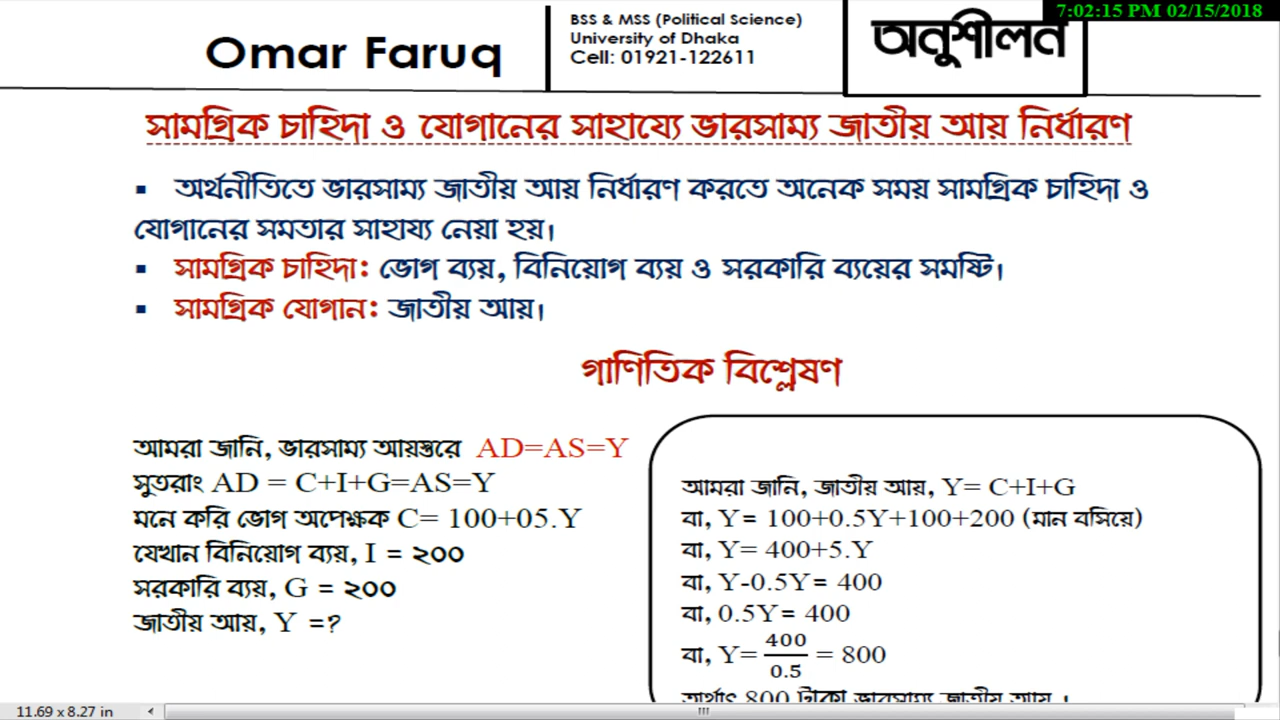 7:02:15 PM 02/15/2018
Omar Faruq
BSS & MSS (Political Science)
University of Dhaka
Cell: 01921-122611
অনুশীলন
সামগ্রিক চাহিদা ও যোগানের সাহায্যে ভারসাম্য জাতীয় আয় নির্ধারণ
▪ অর্থনীতিতে ভারসাম্য জাতীয় আয় নির্ধারণ করতে অনেক সময় সামগ্রিক চাহিদা ও
যোগানের সমতার সাহায্য নেয়া হয়।
▪ সামগ্রিক চাহিদা: ভোগ ব্যয়, বিনিয়োগ ব্যয় ও সরকারি ব্যয়ের সমষ্টি।
▪ সামগ্রিক যোগান: জাতীয় আয়।
গাণিতিক বিশ্লেষণ
আমরা জানি, ভারসাম্য আয়স্তরে AD=AS=Y
সুতরাং AD = C+I+G=AS=Y
মনে করি ভোগ অপেক্ষক C= 100+05.Y
যেখান বিনিয়োগ ব্যয়, I = ২০০
সরকারি ব্যয়, G = ২০০
জাতীয় আয়, Y =?
আমরা জানি, জাতীয় আয়, Y= C+I+G
বা, Y= 100+0.5Y+100+200 (মান বসিয়ে)
বা, Y= 400+5.Y
বা, Y-0.5Y= 400
বা, 0.5Y= 400
বা, Y= 400/0.5 = 800
অর্থাৎ 800 টাকা ভারসাম্য জাতীয় আয় ।
11.69 x 8.27 in